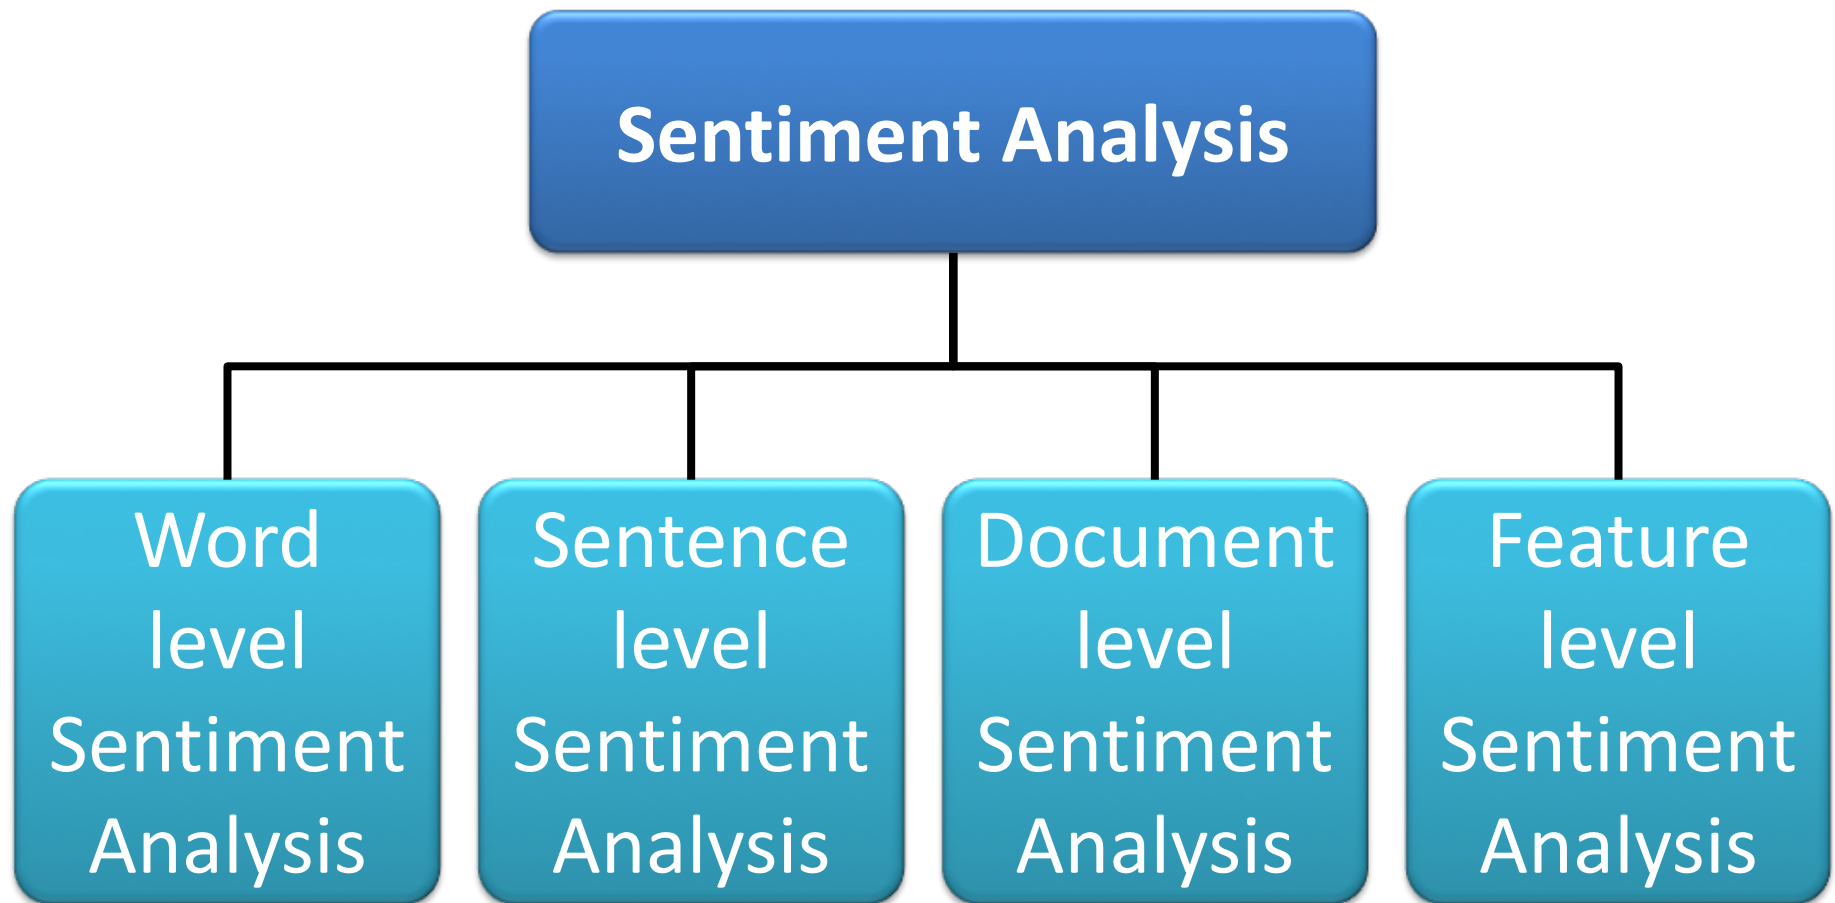 Sentiment Analysis
Word
level
Sentiment
Analysis
Sentence
level
Sentiment
Analysis
Document
level
Sentiment
Analysis
Feature
level
Sentiment
Analysis